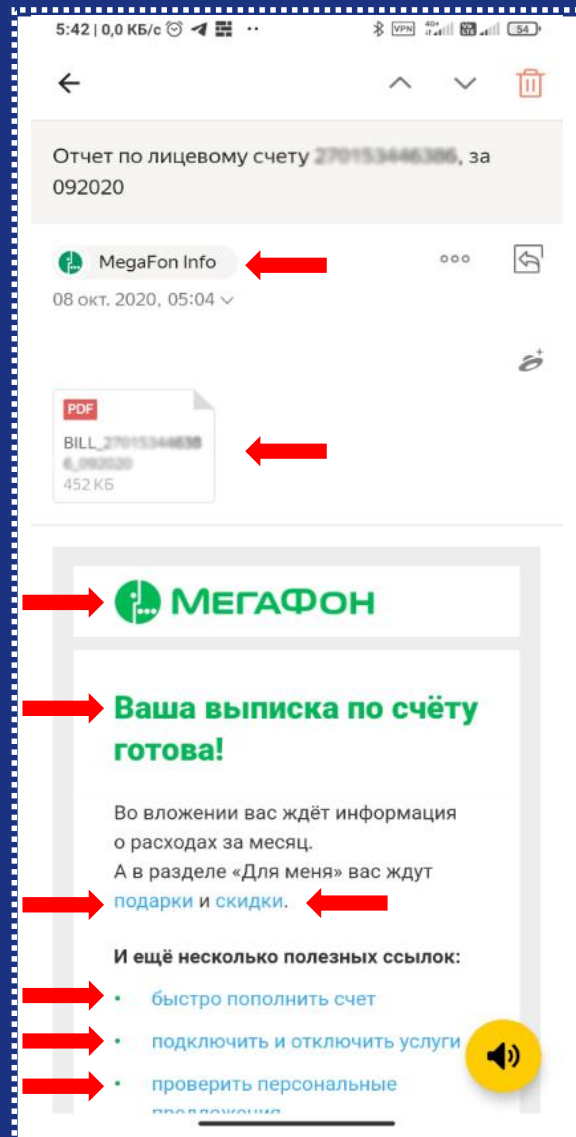 5:42 | 0,0 КБ/с
VPN
54
Отчет по лицевому счету , за
092020
MegaFon Info
08 окт. 2020, 05:04
PDF
BILL_
452 КБ
МЕГАФОН
Ваша выписка по счёту
готова!
Во вложении вас ждёт информация
о расходах за месяц.
А в разделе «Для меня» вас ждут
подарки и скидки.
И ещё несколько полезных ссылок:
• быстро пополнить счет
• подключить и отключить услуги
• проверить персональные